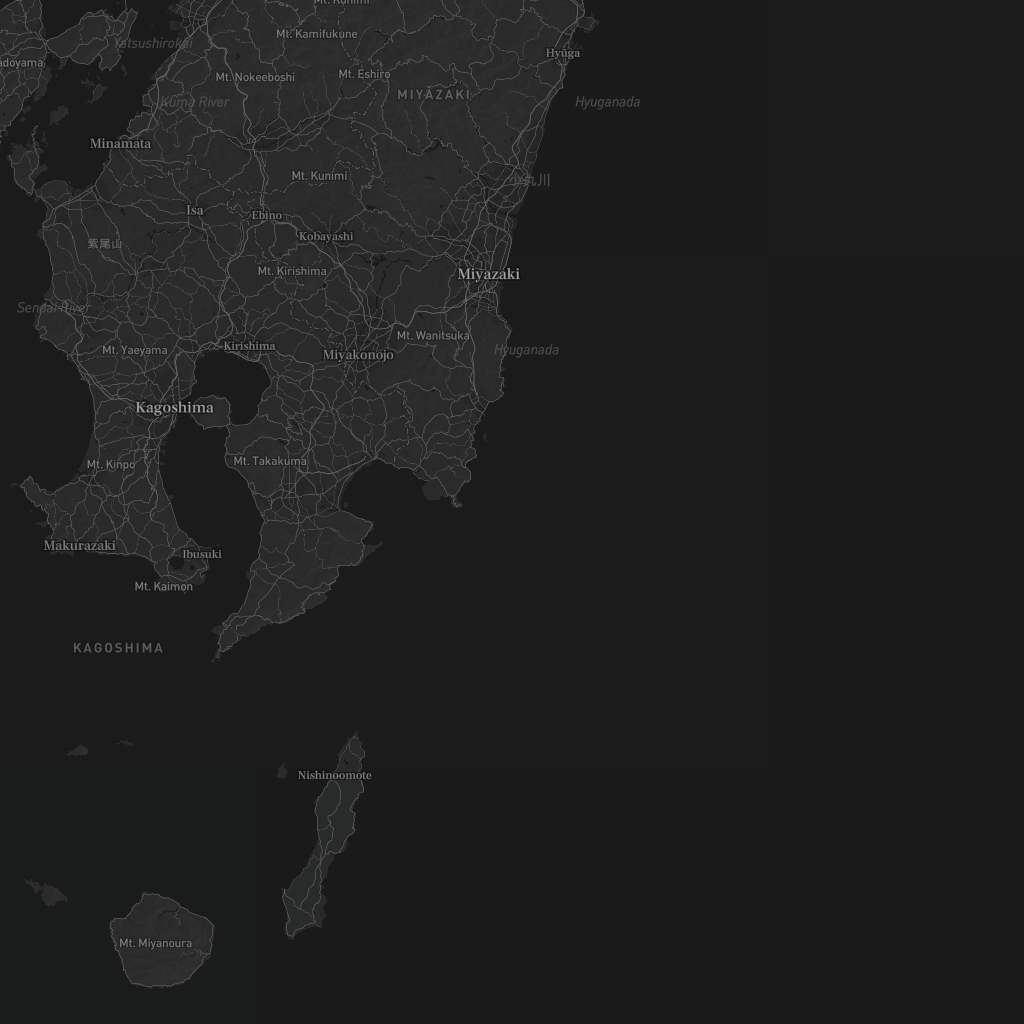 Mt. Kunimi
Mt. Kamifukune
Yatsushirokai
Hyūga
adoyama
Mt. Nokeeboshi
Mt. Eshiro
MIYAZAKI
Kuma River
Hyuganada
Minamata
Mt. Kunimi
小丸川
Isa
Ebino
Kobayashi
紫尾山
Mt. Kirishima
Miyazaki
Sendai River
Mt. Wanitsuka
Kirishima
Mt. Yaeyama
Miyakonojo
Hyuganada
Kagoshima
Mt. Kinpo
Mt. Takakuma
Makurazaki
Ibusuki
Mt. Kaimon
KAGOSHIMA
Nishinoomote
Mt. Miyanoura